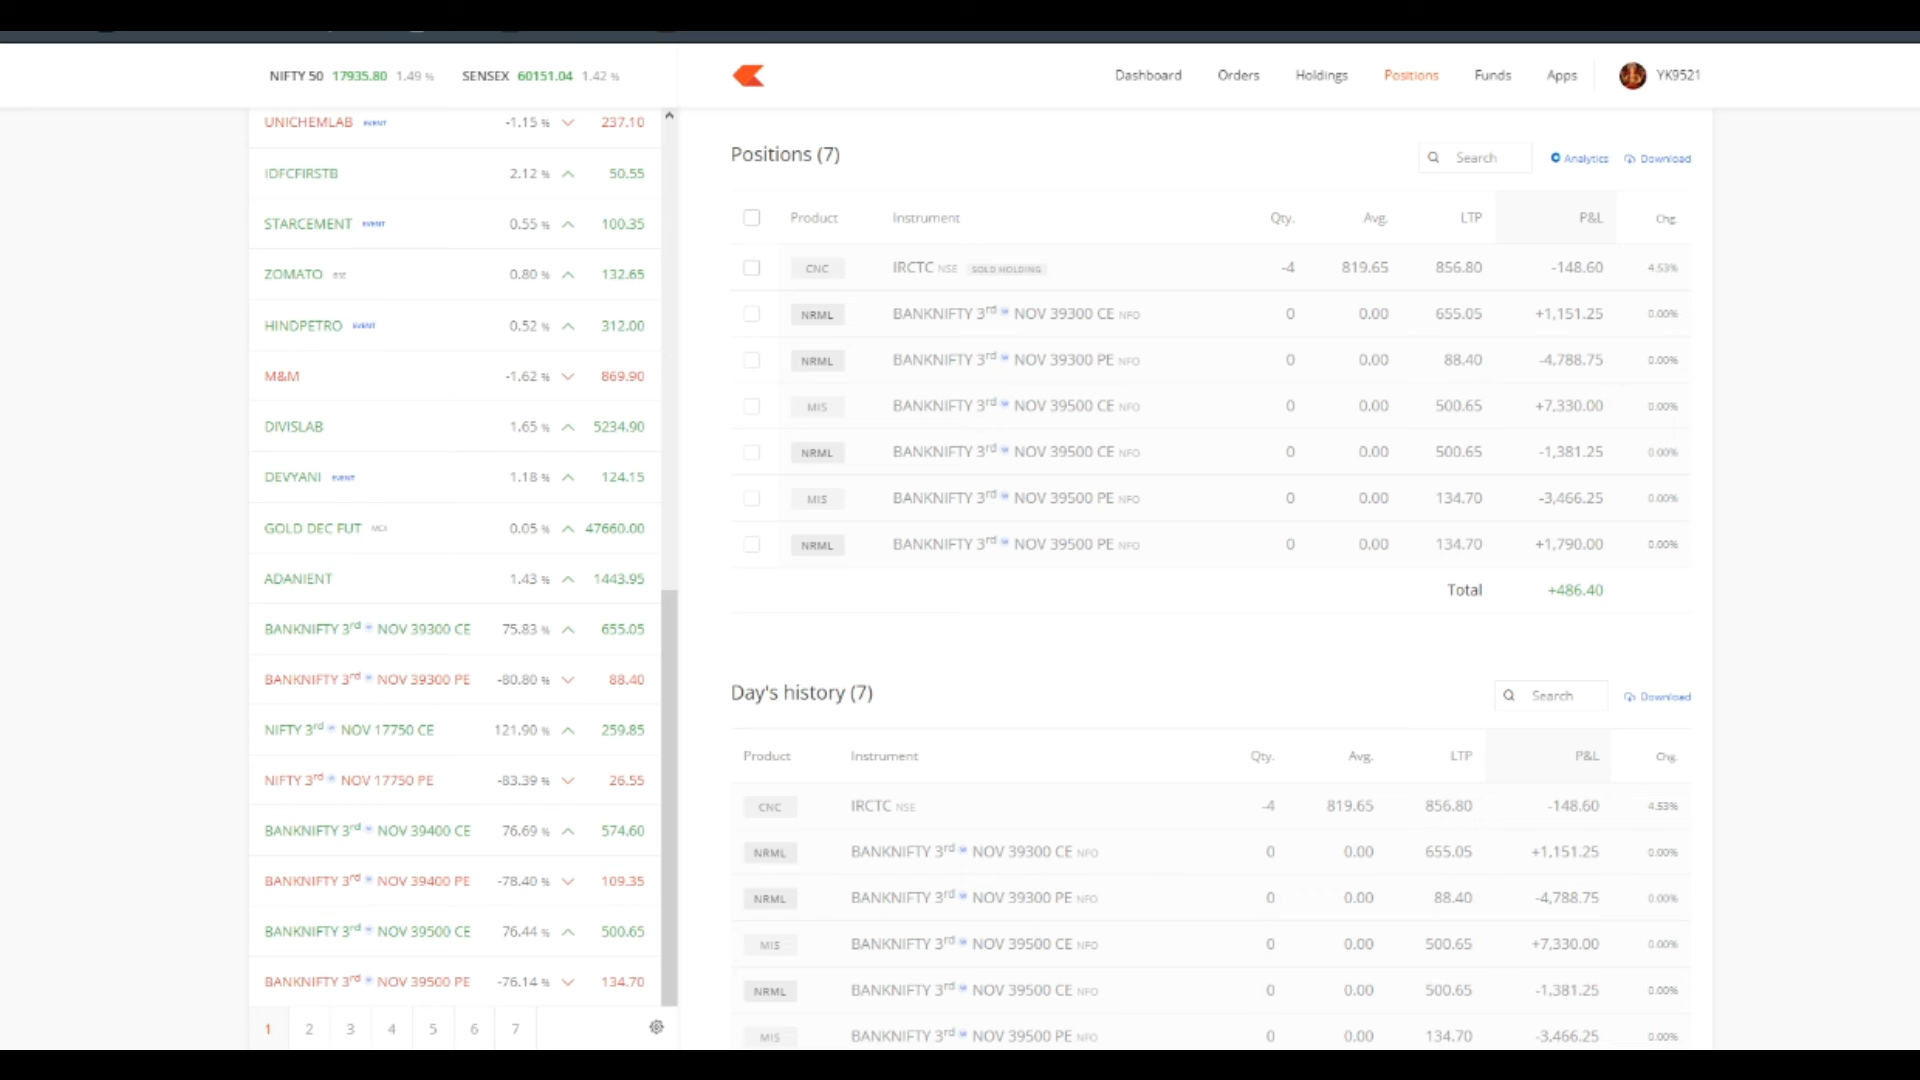 NIFTY 50 17935.80 1.49 % SENSEX 60151.04 1.42 %
Dashboard Orders Holdings Positions Funds Apps YK9521
UNICHEMLAB EVENT -1.15 % 237.10
IDFCFIRSTB 2.12 % 50.55
STARCEMENT EVENT 0.55 % 100.35
ZOMATO BSE 0.80 % 132.65
HINDPETRO EVENT 0.52 % 312.00
M&M -1.62 % 869.90
DIVISLAB 1.65 % 5234.90
DEVYANI EVENT 1.18 % 124.15
GOLD DEC FUT MCX 0.05 % 47660.00
ADANIENT 1.43 % 1443.95
BANKNIFTY 3rd NOV 39300 CE 75.83 % 655.05
BANKNIFTY 3rd NOV 39300 PE -80.80 % 88.40
NIFTY 3rd NOV 17750 CE 121.90 % 259.85
NIFTY 3rd NOV 17750 PE -83.39 % 26.55
BANKNIFTY 3rd NOV 39400 CE 76.69 % 574.60
BANKNIFTY 3rd NOV 39400 PE -78.40 % 109.35
BANKNIFTY 3rd NOV 39500 CE 76.44 % 500.65
BANKNIFTY 3rd NOV 39500 PE -76.14 % 134.70
1 2 3 4 5 6 7
Positions (7) Search Analytics Download
Product Instrument Qty. Avg. LTP P&L Chg.
CNC IRCTC NSE SOLD HOLDING -4 819.65 856.80 -148.60 4.53%
NRML BANKNIFTY 3rd NOV 39300 CE NFO 0 0.00 655.05 +1,151.25 0.00%
NRML BANKNIFTY 3rd NOV 39300 PE NFO 0 0.00 88.40 -4,788.75 0.00%
MIS BANKNIFTY 3rd NOV 39500 CE NFO 0 0.00 500.65 +7,330.00 0.00%
NRML BANKNIFTY 3rd NOV 39500 CE NFO 0 0.00 500.65 -1,381.25 0.00%
MIS BANKNIFTY 3rd NOV 39500 PE NFO 0 0.00 134.70 -3,466.25 0.00%
NRML BANKNIFTY 3rd NOV 39500 PE NFO 0 0.00 134.70 +1,790.00 0.00%
Total +486.40
Day's history (7) Search Download
Product Instrument Qty. Avg. LTP P&L Chg.
CNC IRCTC NSE -4 819.65 856.80 -148.60 4.53%
NRML BANKNIFTY 3rd NOV 39300 CE NFO 0 0.00 655.05 +1,151.25 0.00%
NRML BANKNIFTY 3rd NOV 39300 PE NFO 0 0.00 88.40 -4,788.75 0.00%
MIS BANKNIFTY 3rd NOV 39500 CE NFO 0 0.00 500.65 +7,330.00 0.00%
NRML BANKNIFTY 3rd NOV 39500 CE NFO 0 0.00 500.65 -1,381.25 0.00%
MIS BANKNIFTY 3rd NOV 39500 PE NFO 0 0.00 134.70 -3,466.25 0.00%